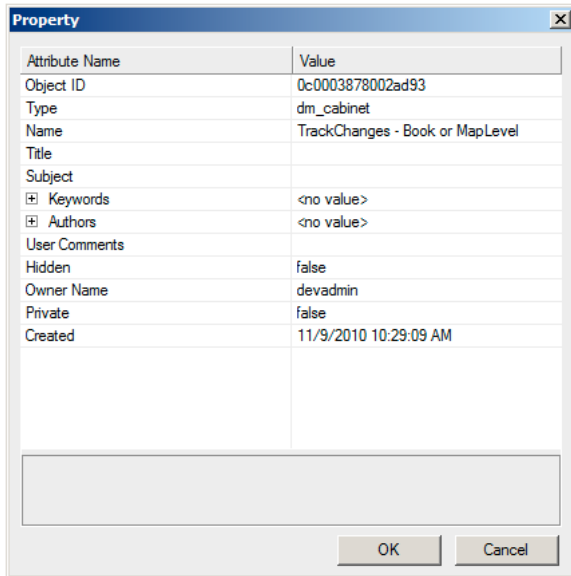 Property
Attribute Name Value
Object ID 0c0003878002ad93
Type dm_cabinet
Name TrackChanges - Book or MapLevel
Title
Subject
Keywords <no value>
Authors <no value>
User Comments
Hidden false
Owner Name devadmin
Private false
Created 11/9/2010 10:29:09 AM
OK Cancel